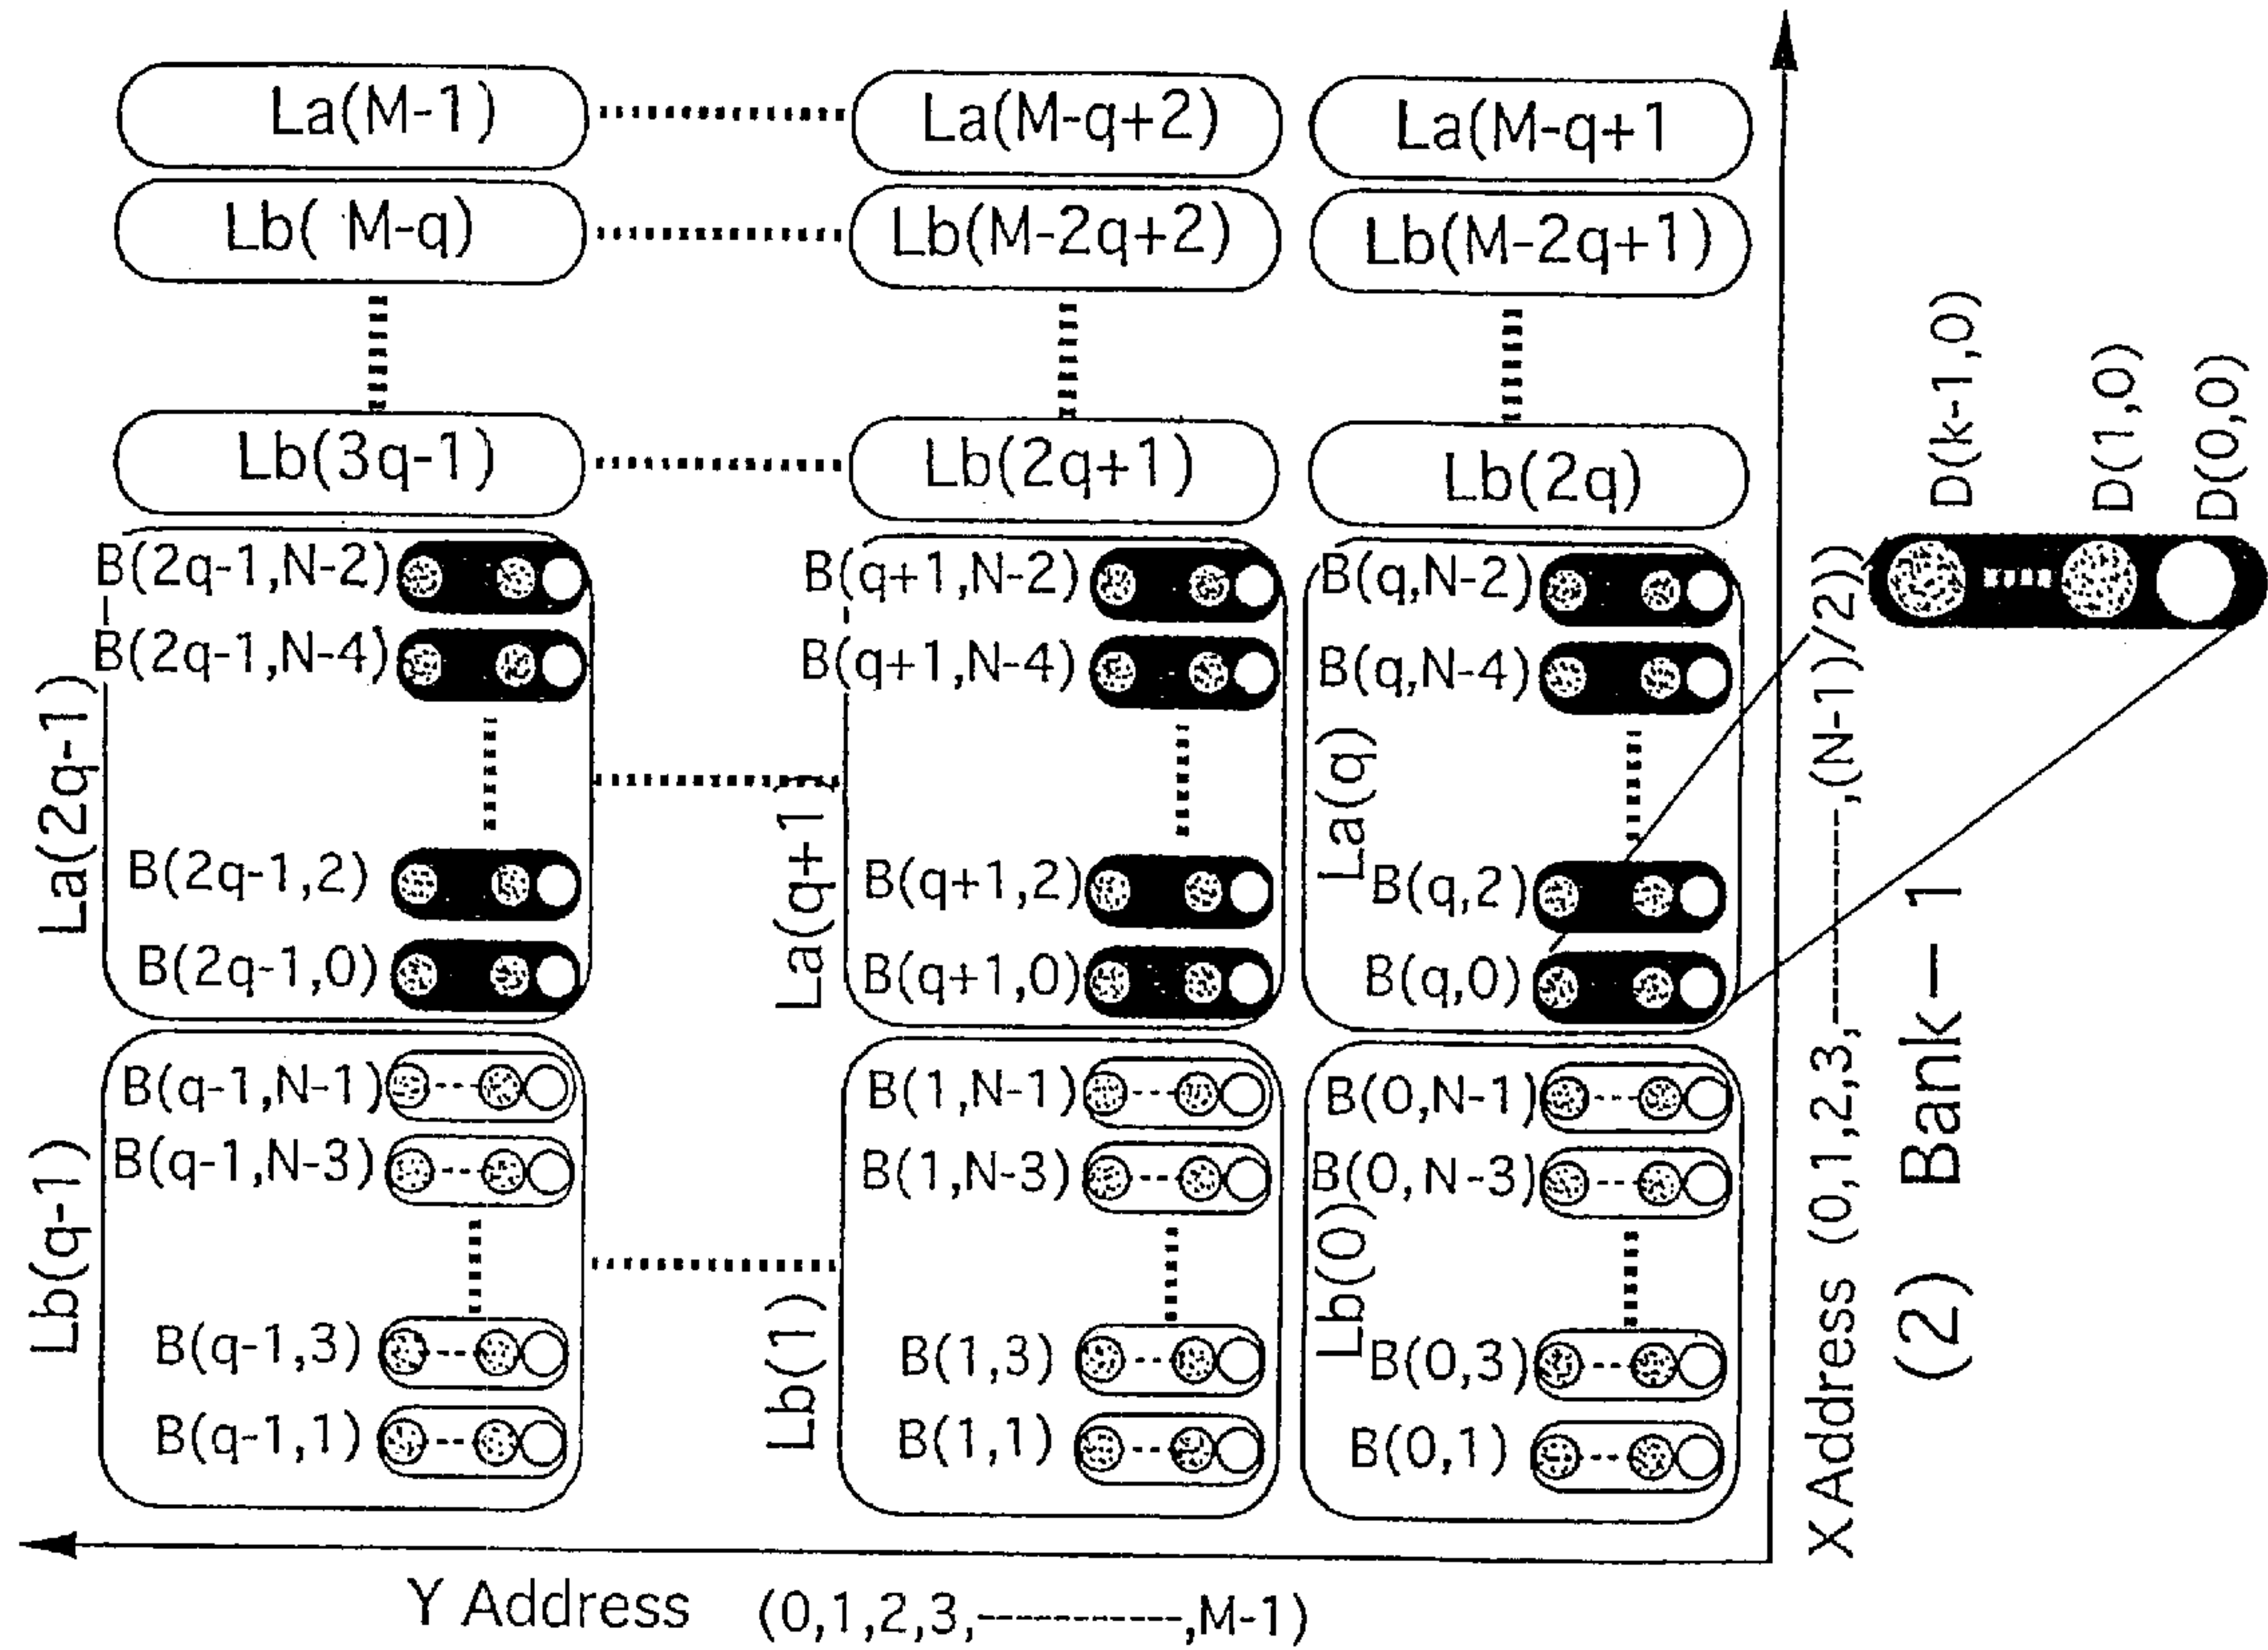 La(M-1)
La(M-q+2)
La(M-q+1
Lb( M-q)
Lb(M-2q+2)
Lb(M-2q+1)
Lb(3q-1)
Lb(2q+1)
Lb(2q)
La(2q-1)
B(2q-1,N-2)
B(2q-1,N-4)
B(2q-1,2)
B(2q-1,0)
La(q+1)
B(q+1,N-2)
B(q+1,N-4)
B(q+1,2)
B(q+1,0)
La(q)
B(q,N-2)
B(q,N-4)
B(q,2)
B(q,0)
Lb(q-1)
B(q-1,N-1)
B(q-1,N-3)
B(q-1,3)
B(q-1,1)
Lb(1)
B(1,N-1)
B(1,N-3)
B(1,3)
B(1,1)
Lb(0)
B(0,N-1)
B(0,N-3)
B(0,3)
B(0,1)
D(k-1,0)
D(1,0)
D(0,0)
X Address (0,1,2,3,-----------,(N-1)/2))
(2) Bank-1
Y Address (0,1,2,3,------------,M-1)